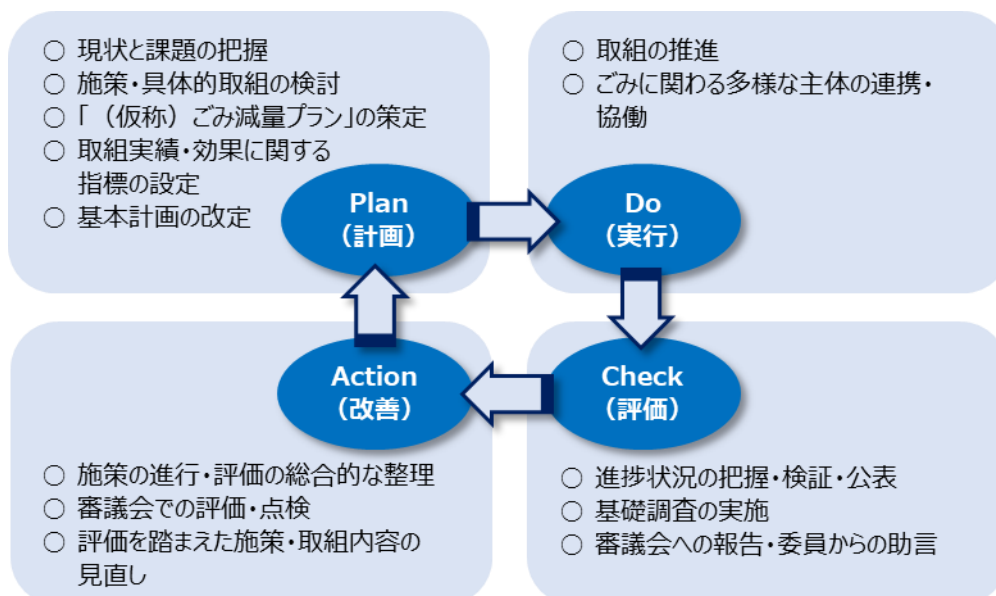 ○ 現状と課題の把握
○ 施策・具体的取組の検討
○「(仮称)ごみ減量プラン」の策定
○ 取組実績・効果に関する
指標の設定
○ 基本計画の改定
Plan
(計画)
○ 取組の推進
○ ごみに関わる多様な主体の連携・
協働
Do
(実行)
Action
(改善)
○ 施策の進行・評価の総合的な整理
○ 審議会での評価・点検
○ 評価を踏まえた施策・取組内容の
見直し
Check
(評価)
○ 進捗状況の把握・検証・公表
○ 基礎調査の実施
○ 審議会への報告・委員からの助言